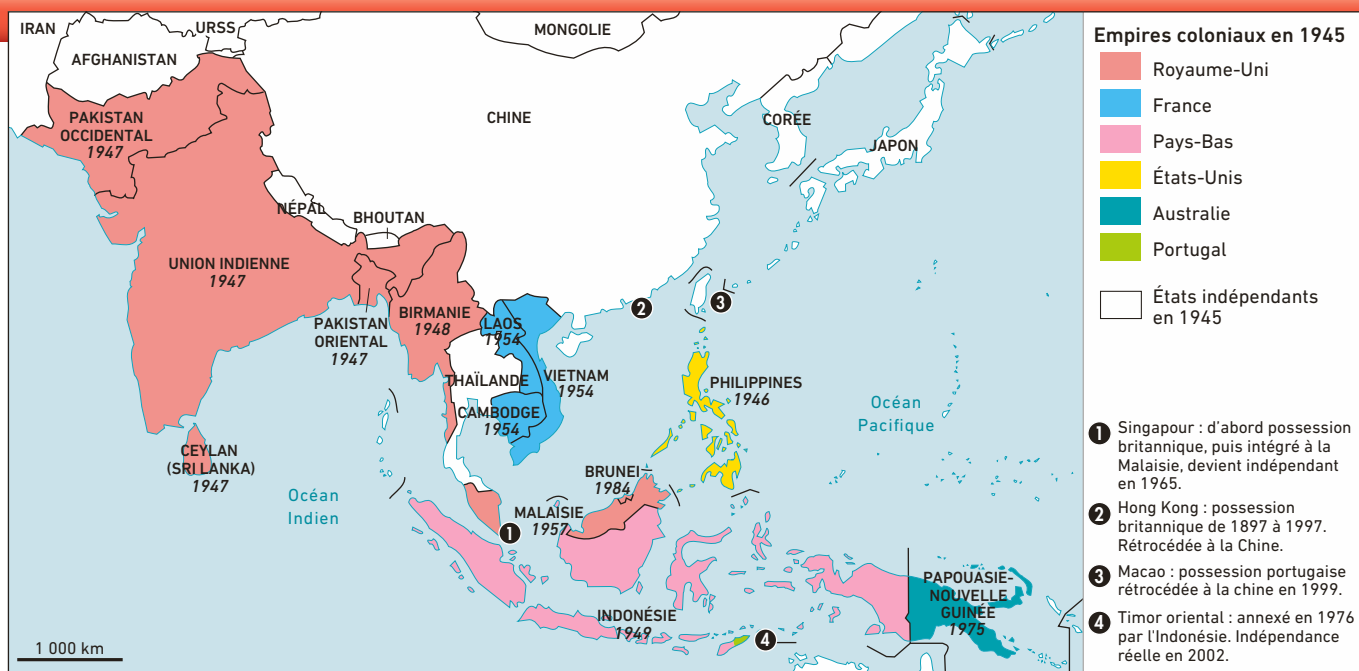 IRAN
URSS
MONGOLIE
AFGHANISTAN
CHINE
PAKISTAN
OCCIDENTAL
1947
CORÉE
JAPON
NÉPAL
BHOUTAN
UNION INDIENNE
1947
PAKISTAN
ORIENTAL
1947
BIRMANIE
1948
LAOS
1954
VIETNAM
1954
THAÏLANDE
CAMBODGE
1954
PHILIPPINES
1946
Océan
Pacifique
CEYLAN
(SRI LANKA)
1947
Océan
Indien
BRUNEI
1984
MALAISIE
1957
INDONÉSIE
1949
PAPOUASIE-
NOUVELLE
GUINÉE
1975
1
2
3
4
1 000 km
Empires coloniaux en 1945
Royaume-Uni
France
Pays-Bas
États-Unis
Australie
Portugal
États indépendants
en 1945
1 Singapour : d'abord possession
britannique, puis intégré à la
Malaisie, devient indépendant
en 1965.
2 Hong Kong : possession
britannique de 1897 à 1997.
Rétrocédée à la Chine.
3 Macao : possession portugaise
rétrocédée à la chine en 1999.
4 Timor oriental : annexé en 1976
par l'Indonésie. Indépendance
réelle en 2002.